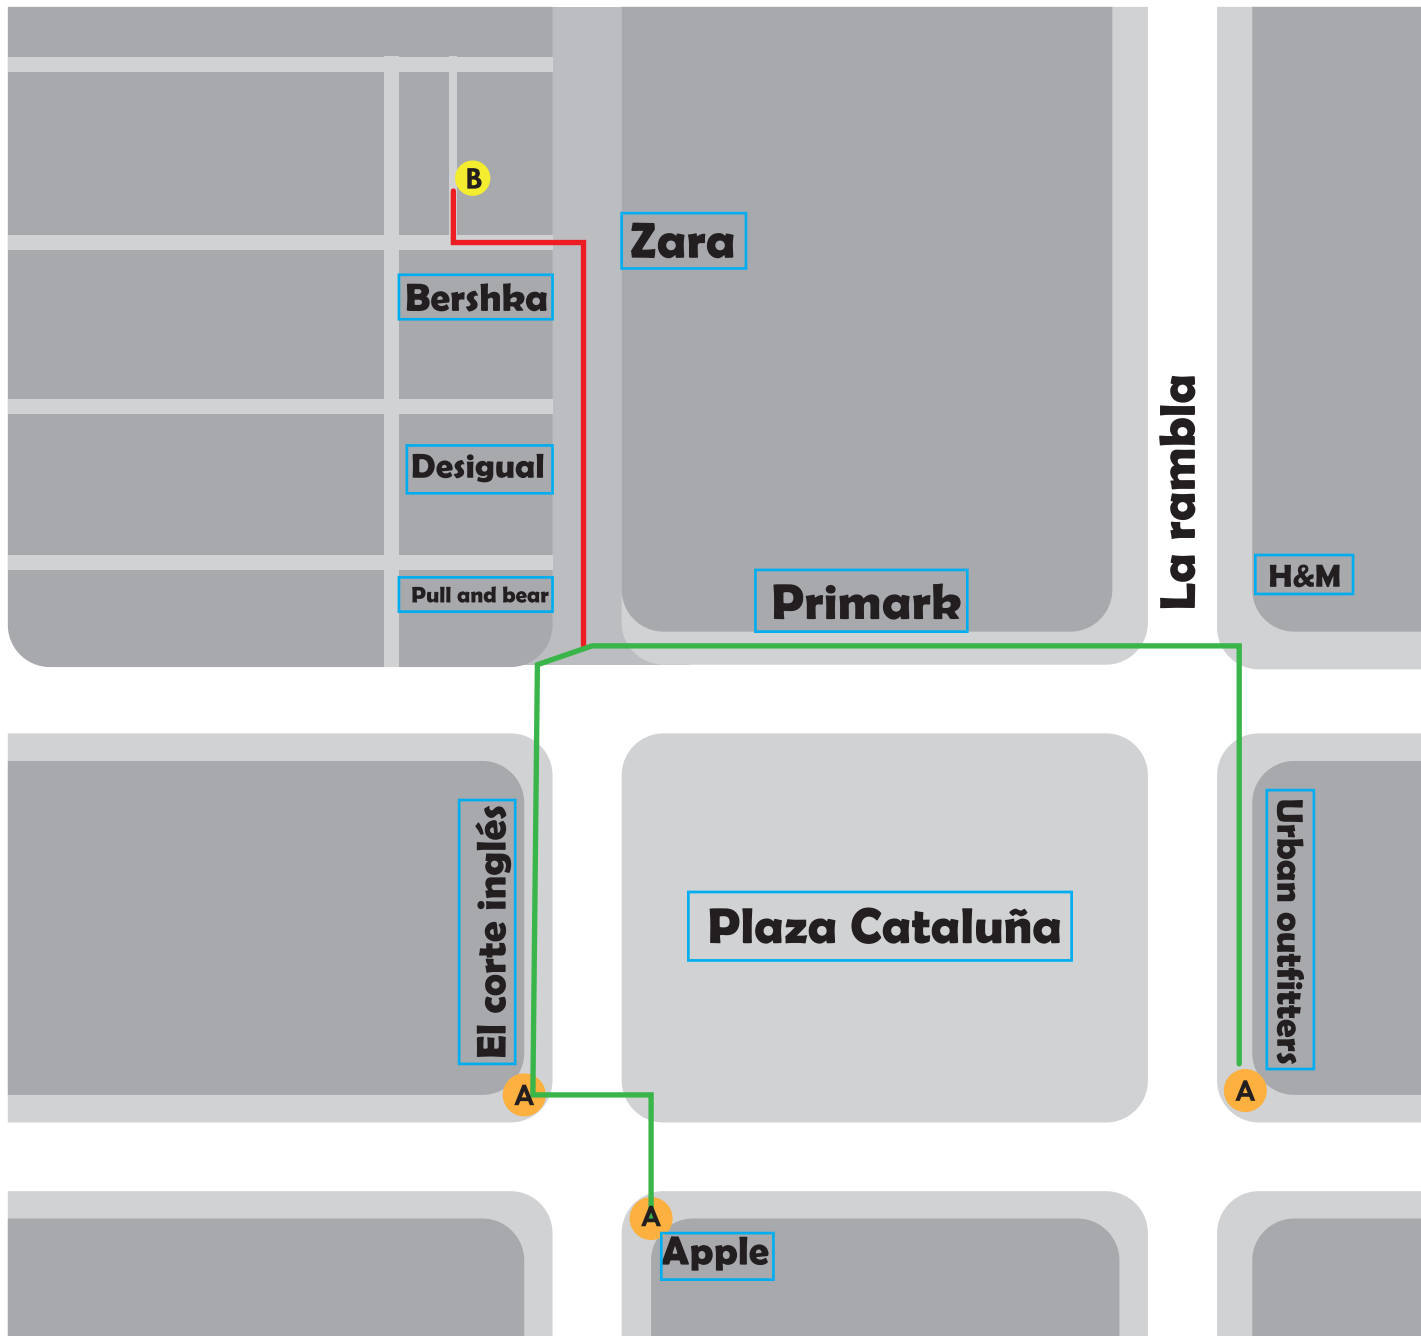 B
Zara
Bershka
La rambla
Desigual
H&M
Pull and bear
Primark
El corte inglés
Plaza Cataluña
Urban outfitters
A
A
A
Apple